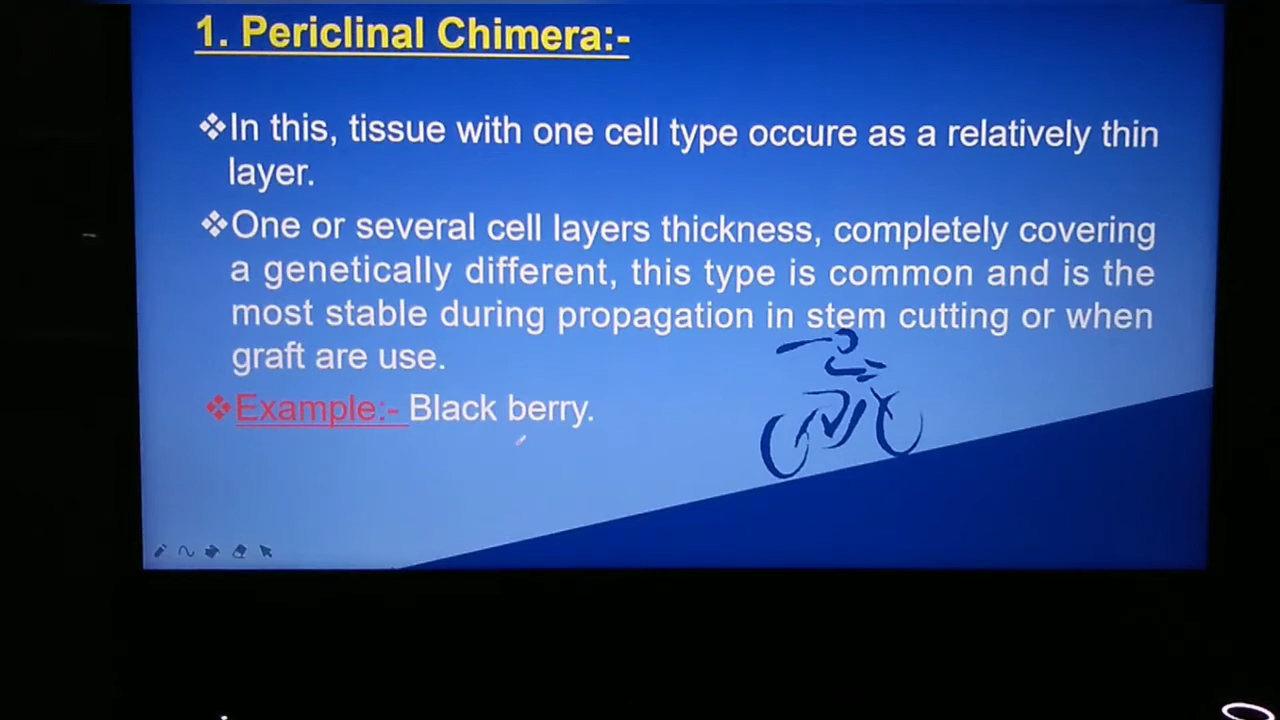 1. Periclinal Chimera:-
❖In this, tissue with one cell type occure as a relatively thin
layer.
❖One or several cell layers thickness, completely covering
a genetically different, this type is common and is the
most stable during propagation in stem cutting or when
graft are use.
❖Example:- Black berry.